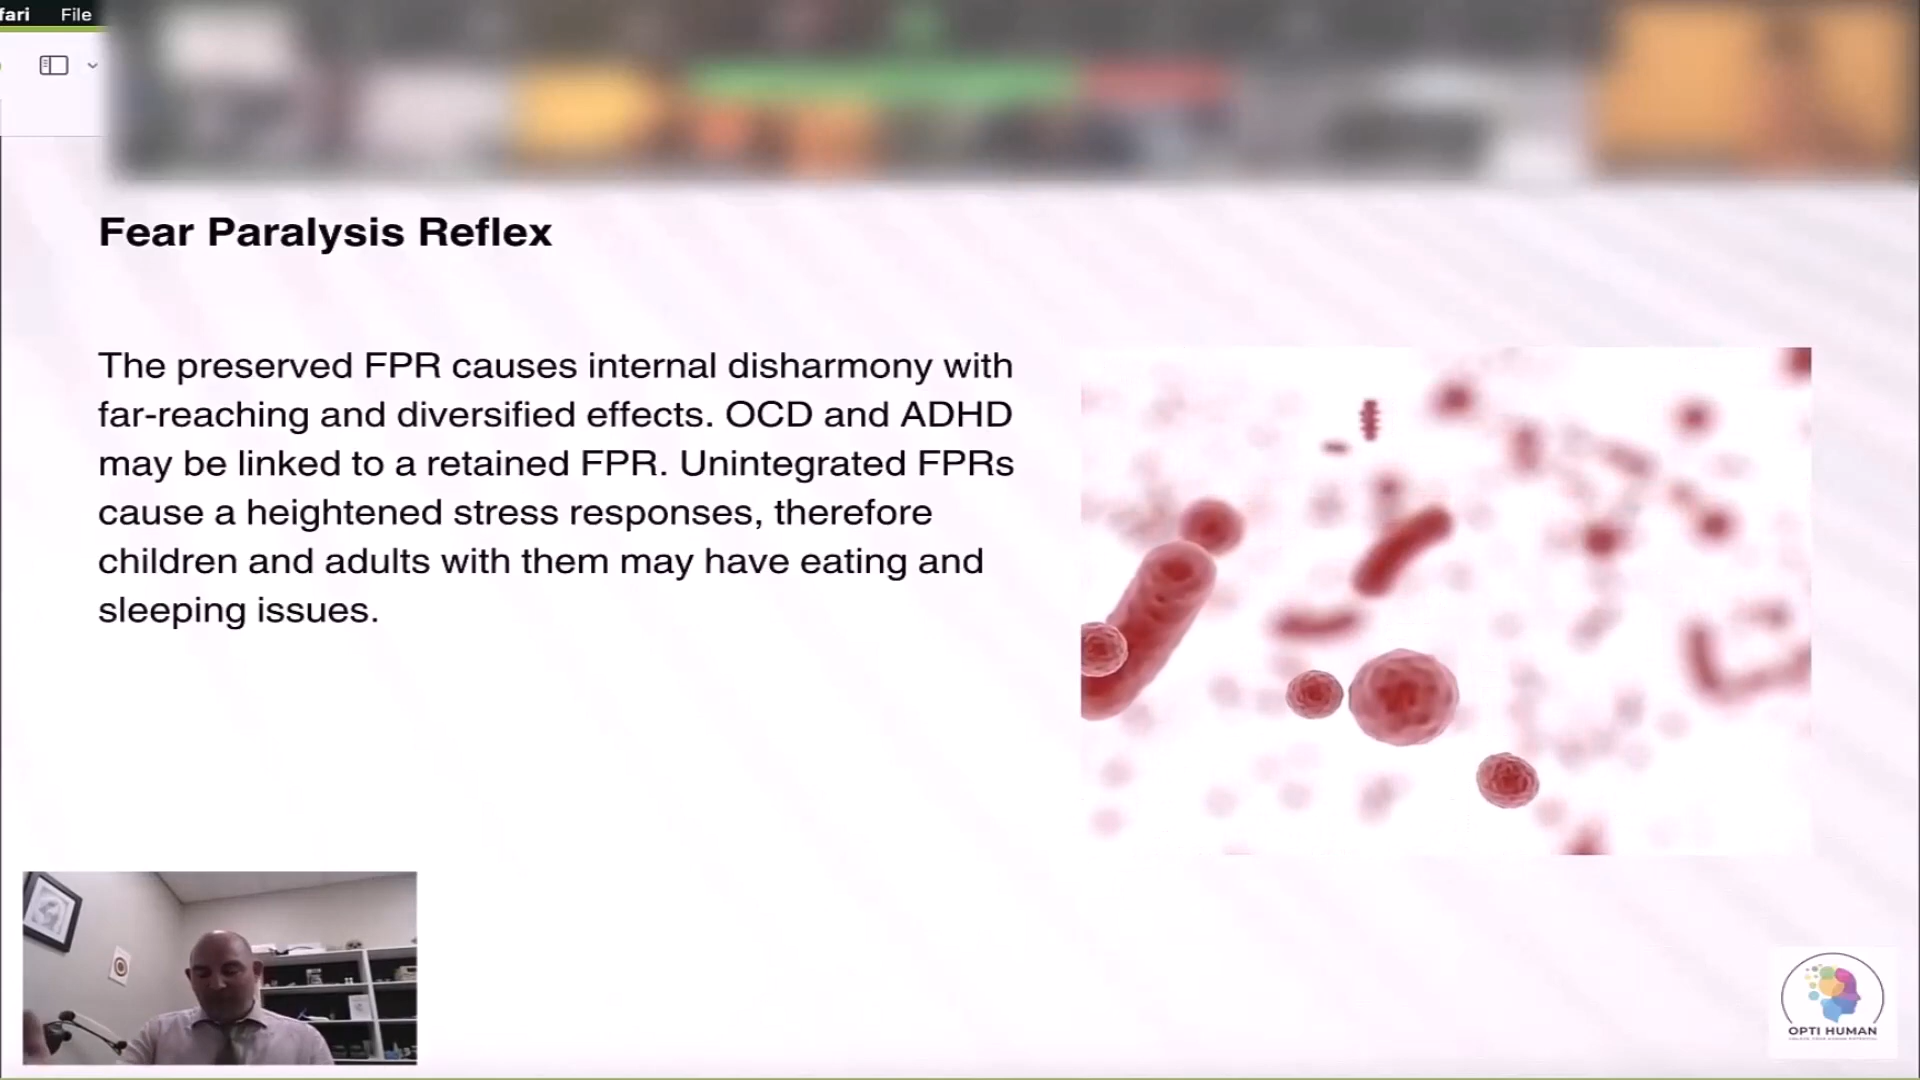 fari File
Fear Paralysis Reflex
The preserved FPR causes internal disharmony with
far-reaching and diversified effects. OCD and ADHD
may be linked to a retained FPR. Unintegrated FPRs
cause a heightened stress responses, therefore
children and adults with them may have eating and
sleeping issues.
OPTI HUMAN